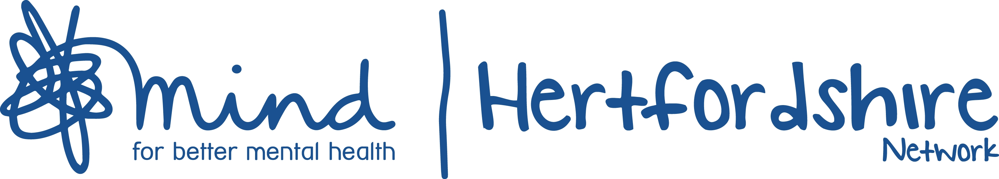 mind
for better mental health
Hertfordshire
Network